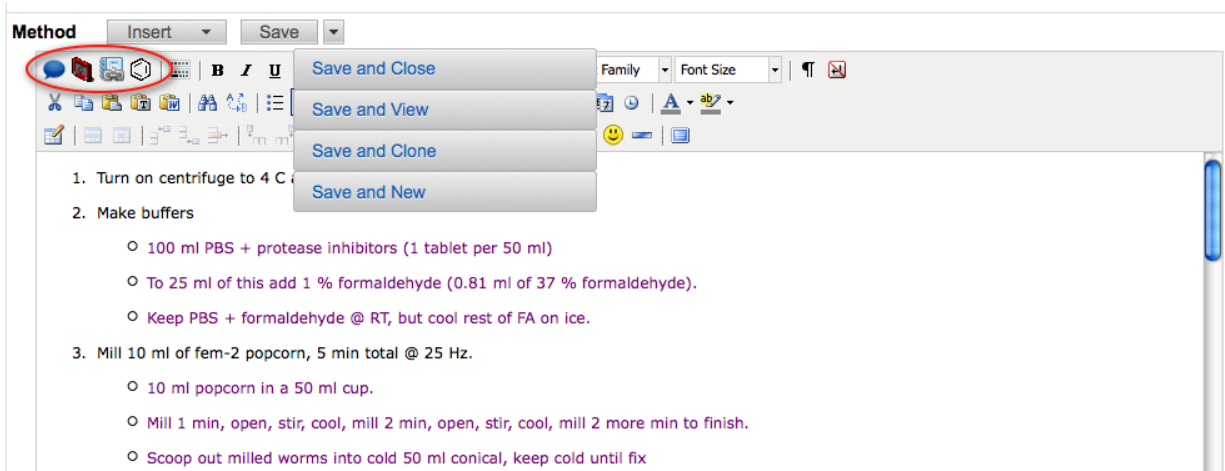 Method Insert Save
B I U Family Font Size
Save and Close
Save and View
Save and Clone
Save and New
1. Turn on centrifuge to 4 C
2. Make buffers
100 ml PBS + protease inhibitors (1 tablet per 50 ml)
To 25 ml of this add 1 % formaldehyde (0.81 ml of 37 % formaldehyde).
Keep PBS + formaldehyde @ RT, but cool rest of FA on ice.
3. Mill 10 ml of fem-2 popcorn, 5 min total @ 25 Hz.
10 ml popcorn in a 50 ml cup.
Mill 1 min, open, stir, cool, mill 2 min, open, stir, cool, mill 2 more min to finish.
Scoop out milled worms into cold 50 ml conical, keep cold until fix